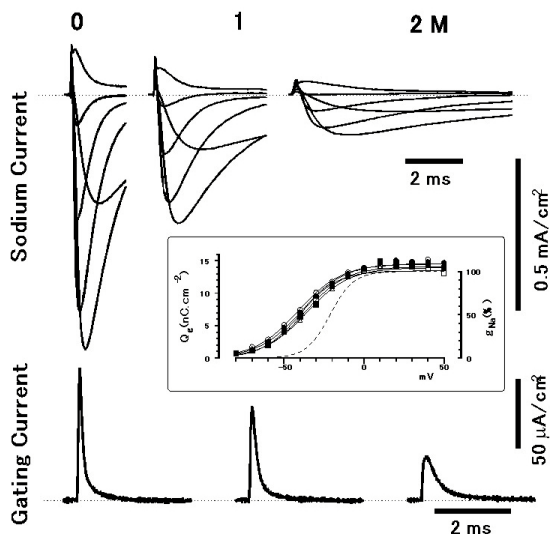 0 1 2 M
Sodium Current
2 ms
0.5 mA/cm²
15
10
5
0
Qg(nC.cm⁻²)
100
50
0
gNa(%)
−50 0 50
mV
Gating Current
50 μA/cm²
2 ms